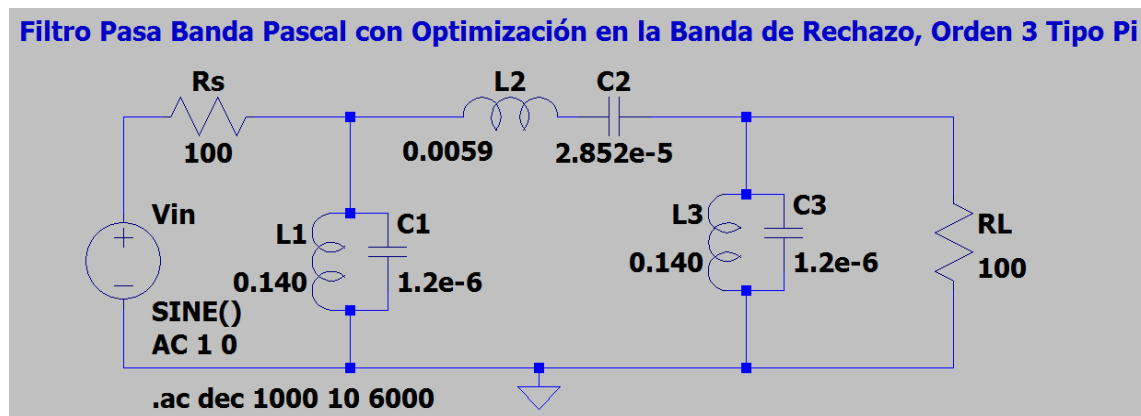 Filtro Pasa Banda Pascal con Optimización en la Banda de Rechazo, Orden 3 Tipo Pi
Rs
100
L2
0.0059
C2
2.852e-5
Vin
SINE()
AC 1 0
L1
0.140
C1
1.2e-6
L3
0.140
C3
1.2e-6
RL
100
.ac dec 1000 10 6000